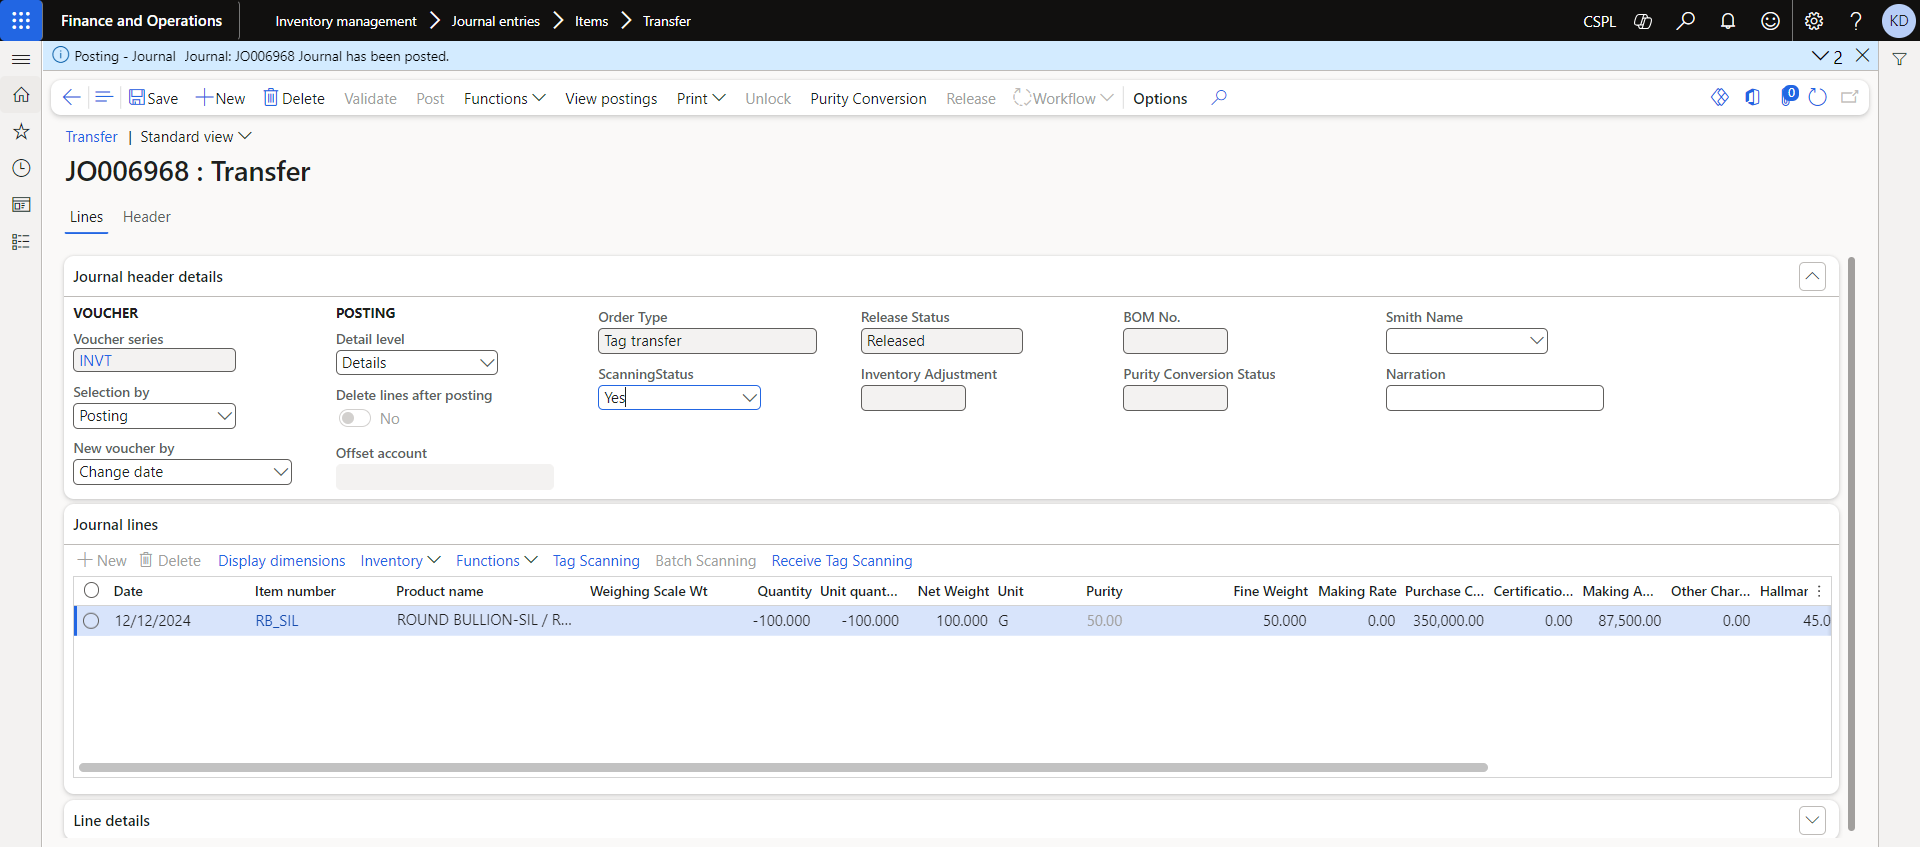 Finance and Operations Inventory management Journal entries Items Transfer CSPL KD
Posting - Journal Journal: JO006968 Journal has been posted. 2
Save New Delete Validate Post Functions View postings Print Unlock Purity Conversion Release Workflow Options 0
Transfer | Standard view
JO006968 : Transfer
Lines Header
Journal header details
VOUCHER
Voucher series
INVT
Selection by
Posting
New voucher by
Change date
POSTING
Detail level
Details
Delete lines after posting
No
Offset account
Order Type
Tag transfer
ScanningStatus
Yes
Release Status
Released
Inventory Adjustment
BOM No.
Purity Conversion Status
Smith Name
Narration
Journal lines
New Delete Display dimensions Inventory Functions Tag Scanning Batch Scanning Receive Tag Scanning
Date Item number Product name Weighing Scale Wt Quantity Unit quant... Net Weight Unit Purity Fine Weight Making Rate Purchase C... Certificatio... Making A... Other Char... Hallmar
12/12/2024 RB_SIL ROUND BULLION-SIL / R... -100.000 -100.000 100.000 G 50.00 50.000 0.00 350,000.00 0.00 87,500.00 0.00 45.0
Line details